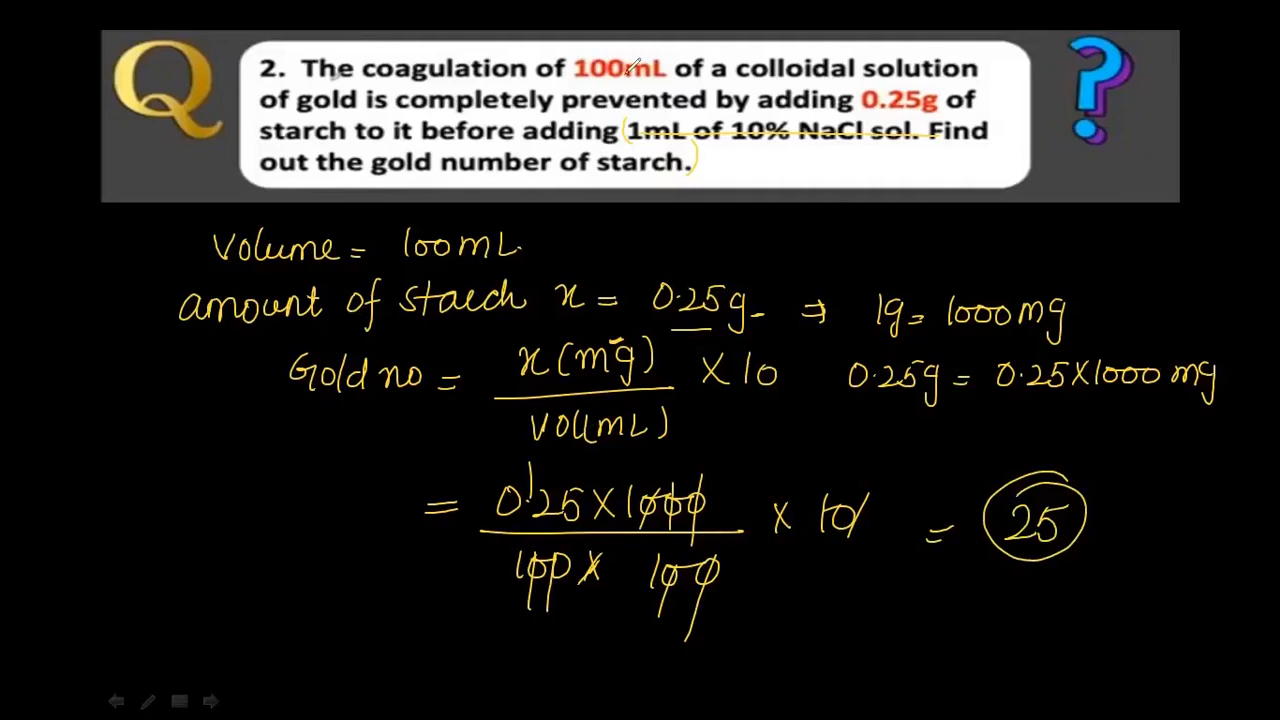 Q
2. The coagulation of 100mL of a colloidal solution
of gold is completely prevented by adding 0.25g of
starch to it before adding (1mL of 10% NaCl sol. Find
out the gold number of starch.)
?
Volume = 100mL.
amount of starch x = 0.25g - ⇒ 1g = 1000mg
Gold no = x(mg) / vol(mL) × 10 0.25g = 0.25×1000 mg
= 0.25×1000 / 100 × 100 × 10 = 25